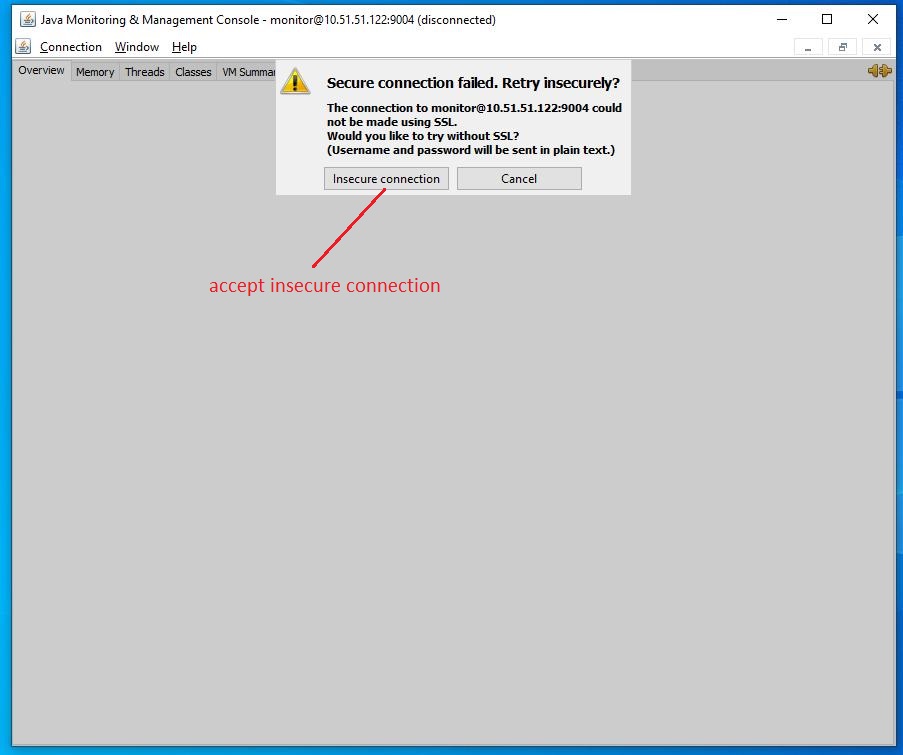 Java Monitoring & Management Console - monitor@10.51.51.122:9004 (disconnected)
Connection Window Help
Overview Memory Threads Classes VM Summa
Secure connection failed. Retry insecurely?
The connection to monitor@10.51.51.122:9004 could
not be made using SSL.
Would you like to try without SSL?
(Username and password will be sent in plain text.)
Insecure connection Cancel
accept insecure connection